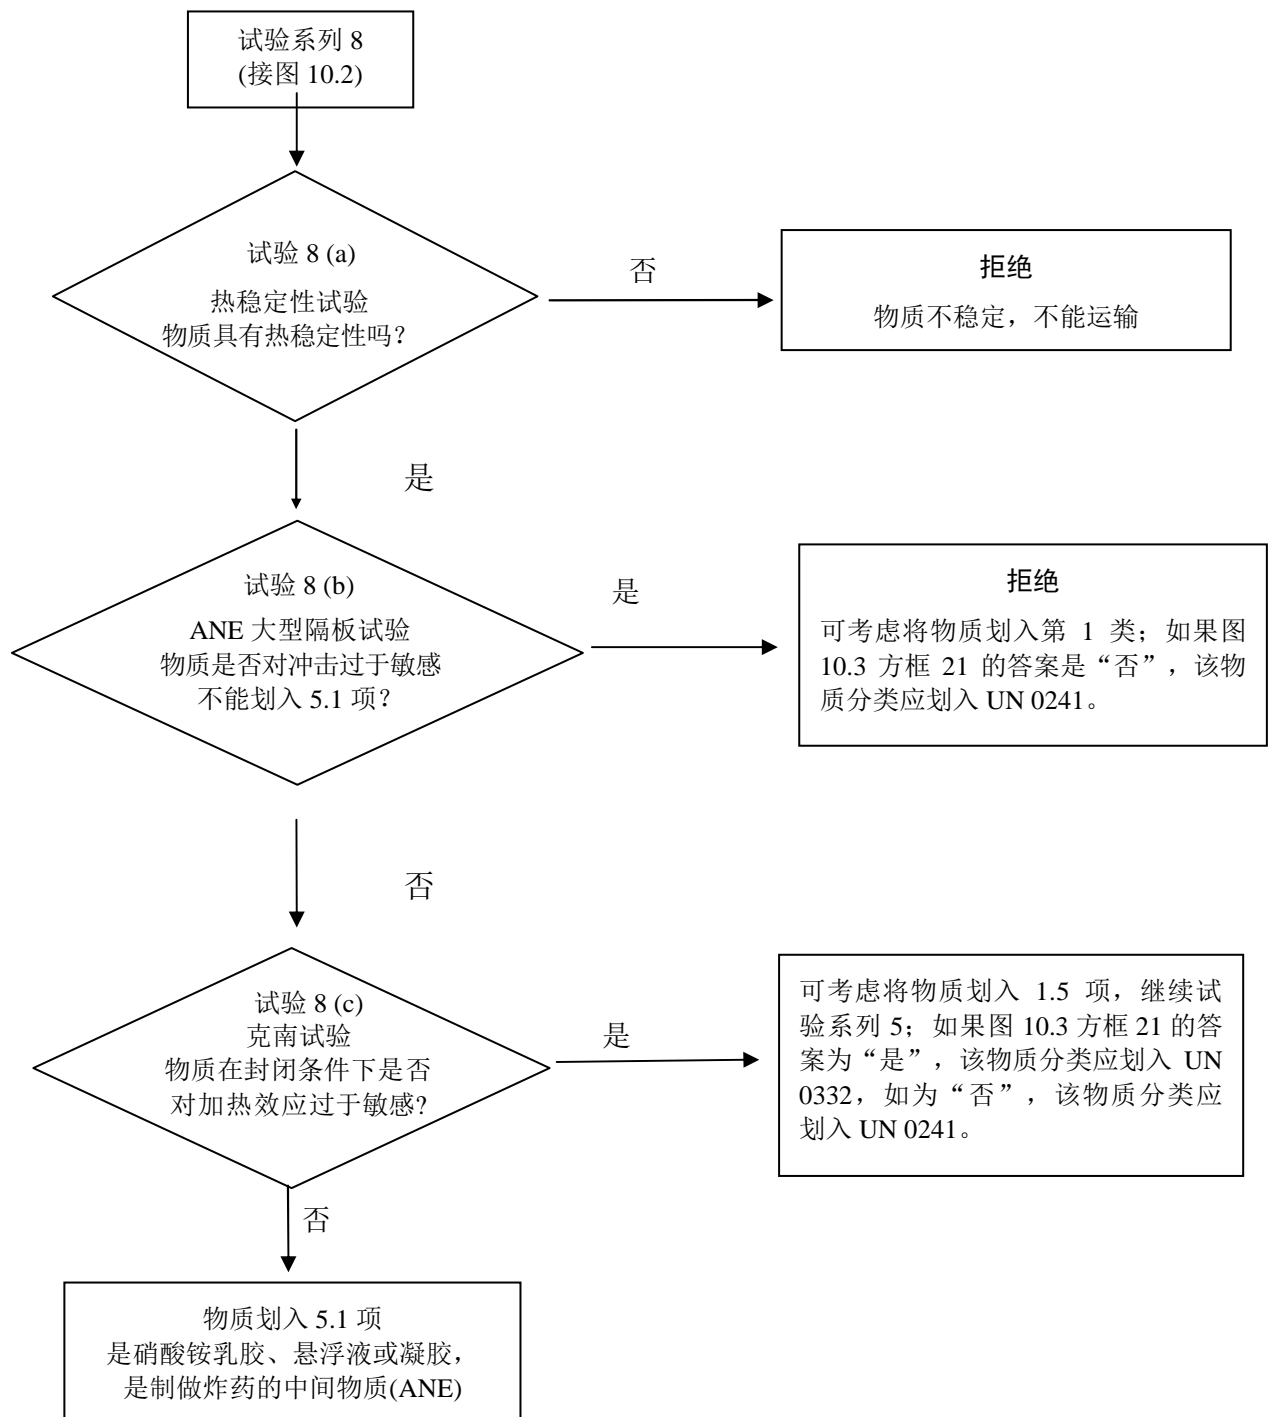 试验系列 8
(接图 10.2)
试验 8 (a)
热稳定性试验
物质具有热稳定性吗？
否
拒绝
物质不稳定，不能运输
是
试验 8 (b)
ANE 大型隔板试验
物质是否对冲击过于敏感
不能划入 5.1 项？
是
拒绝
可考虑将物质划入第 1 类；如果图
10.3 方框 21 的答案是“否”，该物
质分类应划入 UN 0241。
否
试验 8 (c)
克南试验
物质在封闭条件下是否
对加热效应过于敏感?
是
可考虑将物质划入 1.5 项，继续试
验系列 5；如果图 10.3 方框 21 的答
案为“是”，该物质分类应划入 UN
0332，如为“否”，该物质分类应
划入 UN 0241。
否
物质划入 5.1 项
是硝酸铵乳胶、悬浮液或凝胶，
是制做炸药的中间物质(ANE)